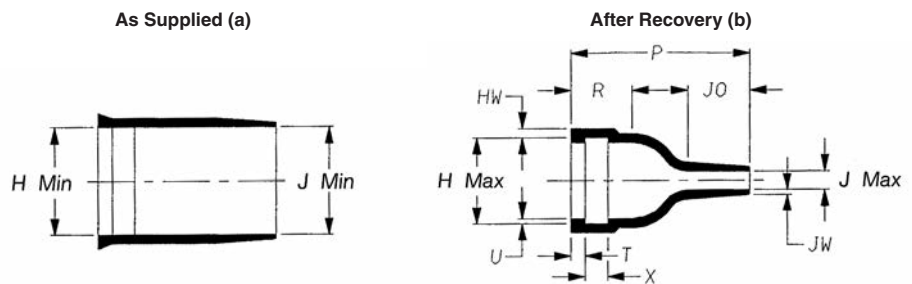 As Supplied (a)
After Recovery (b)
P
R
JO
HW
H Min
J Min
H Max
J Max
U
T
JW
X